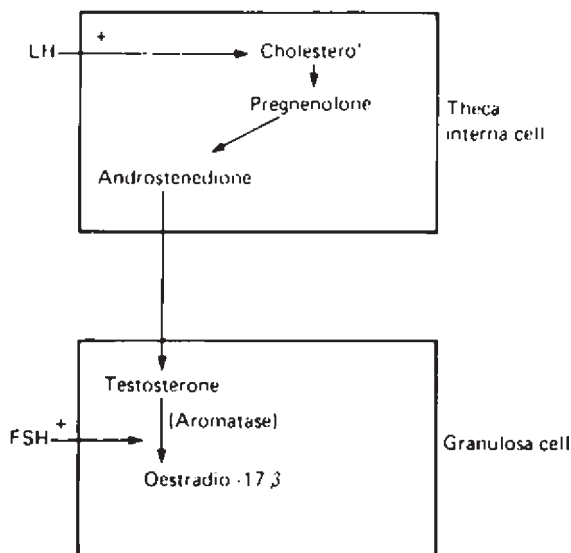 +
LH
Cholestero'
Pregnenolone
Theca
interna cell
Androstenedione
Testosterone
+
(Aromatase)
FSH
Granulosa cell
Oestradio -17 β